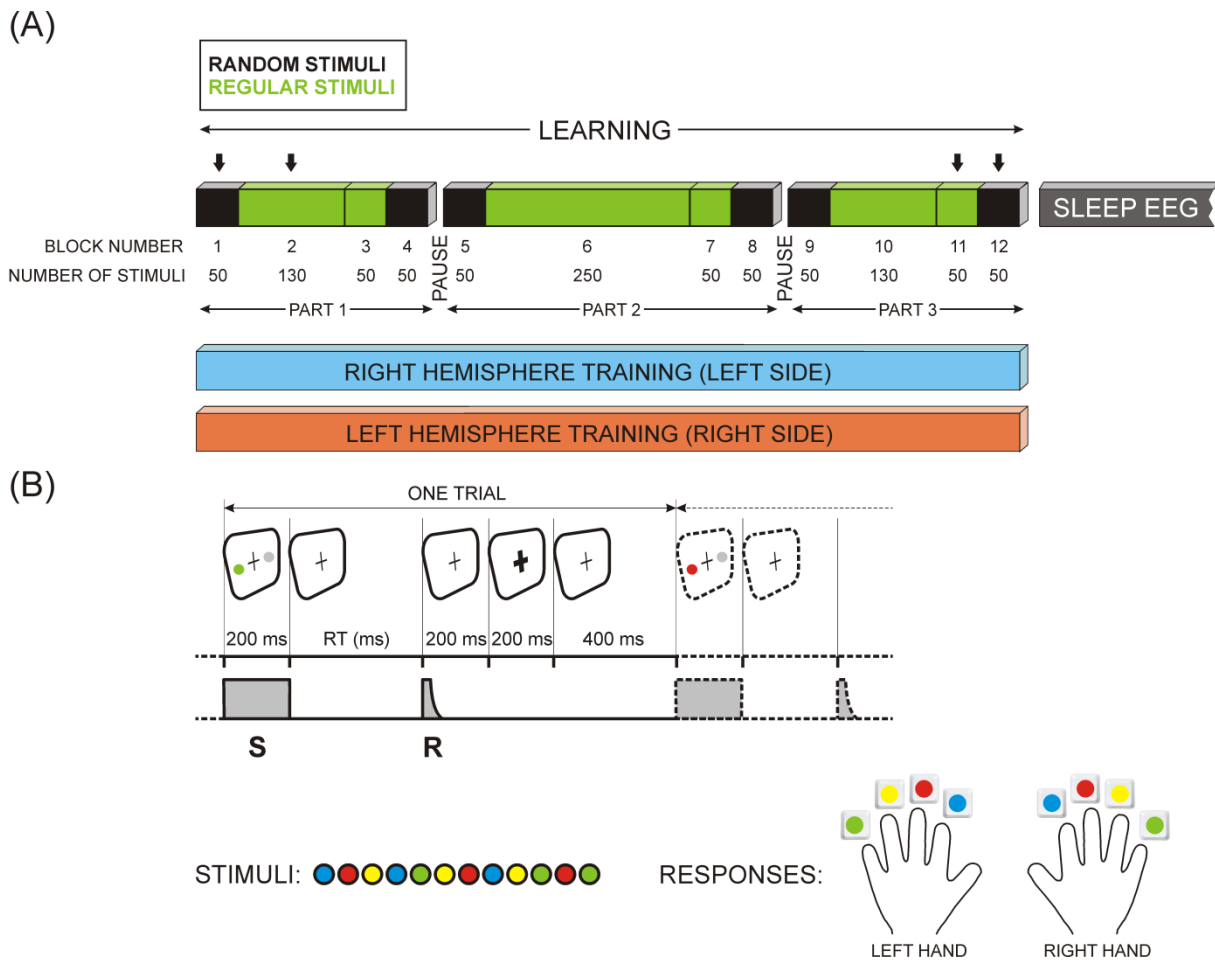 (A)
RANDOM STIMULI
REGULAR STIMULI
LEARNING
SLEEP EEG
BLOCK NUMBER 1 2 3 4 5 6 7 8 9 10 11 12
NUMBER OF STIMULI 50 130 50 50 50 250 50 50 50 130 50 50
PAUSE PAUSE
PART 1 PART 2 PART 3
RIGHT HEMISPHERE TRAINING (LEFT SIDE)
LEFT HEMISPHERE TRAINING (RIGHT SIDE)
(B)
ONE TRIAL
200 ms RT (ms) 200 ms 200 ms 400 ms
S R
STIMULI: RESPONSES:
LEFT HAND RIGHT HAND